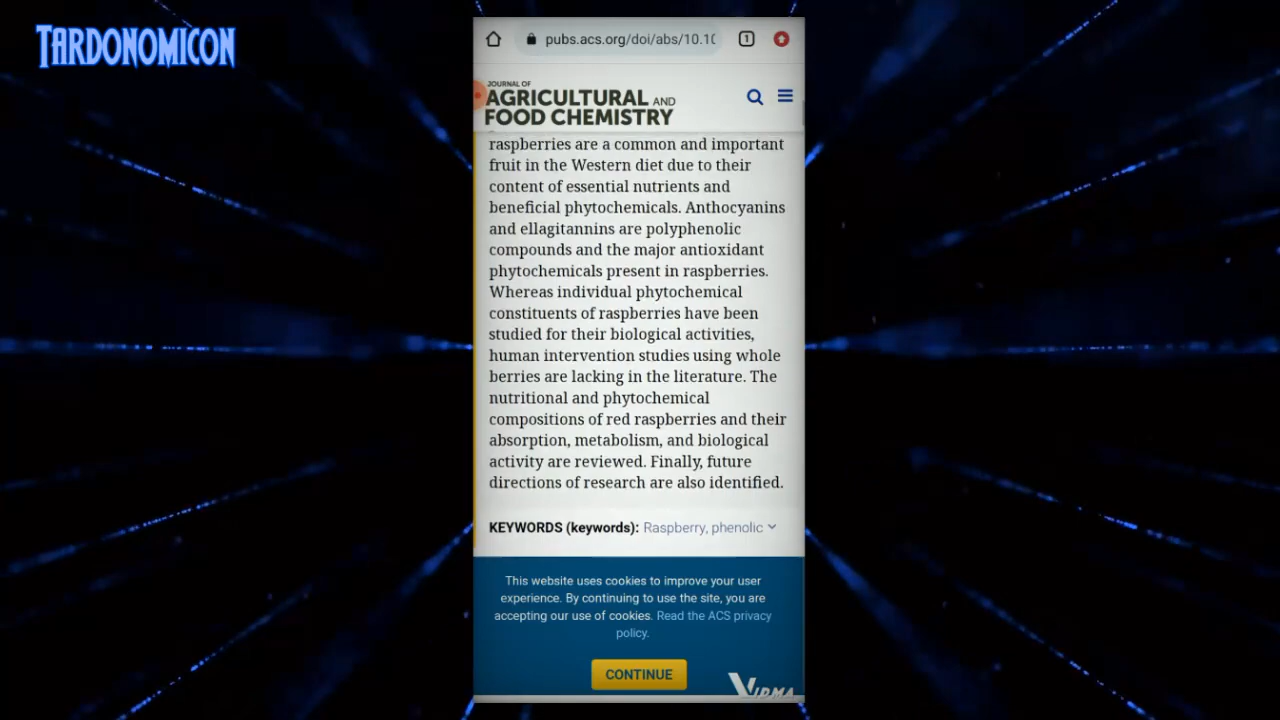 TARDONOMICON
pubs.acs.org/doi/abs/10.10
1
JOURNAL OF
AGRICULTURAL AND
FOOD CHEMISTRY
raspberries are a common and important
fruit in the Western diet due to their
content of essential nutrients and
beneficial phytochemicals. Anthocyanins
and ellagitannins are polyphenolic
compounds and the major antioxidant
phytochemicals present in raspberries.
Whereas individual phytochemical
constituents of raspberries have been
studied for their biological activities,
human intervention studies using whole
berries are lacking in the literature. The
nutritional and phytochemical
compositions of red raspberries and their
absorption, metabolism, and biological
activity are reviewed. Finally, future
directions of research are also identified.
KEYWORDS (keywords): Raspberry, phenolic
This website uses cookies to improve your user
experience. By continuing to use the site, you are
accepting our use of cookies. Read the ACS privacy
policy.
CONTINUE